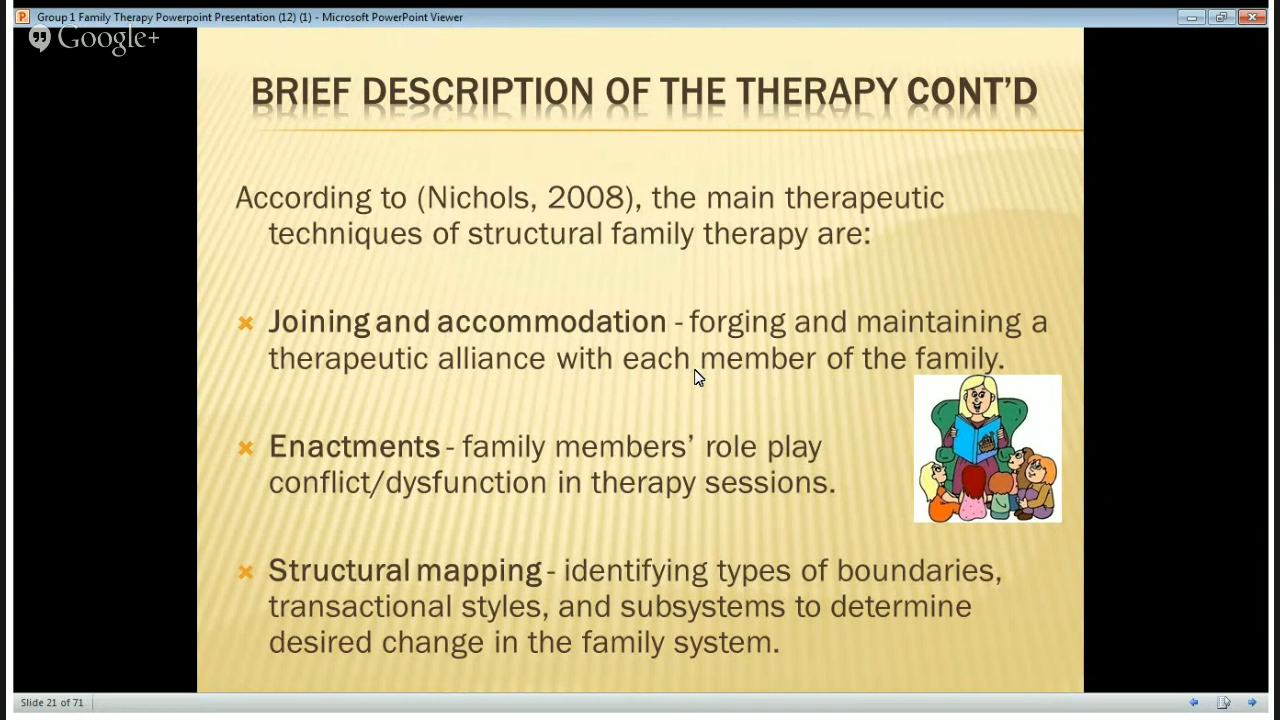 Group 1 Family Therapy Powerpoint Presentation (12) (1) - Microsoft PowerPoint Viewer
Google+
BRIEF DESCRIPTION OF THE THERAPY CONT'D
According to (Nichols, 2008), the main therapeutic
techniques of structural family therapy are:
Joining and accommodation - forging and maintaining a
therapeutic alliance with each member of the family.
Enactments - family members’ role play
conflict/dysfunction in therapy sessions.
Structural mapping - identifying types of boundaries,
transactional styles, and subsystems to determine
desired change in the family system.
Slide 21 of 71